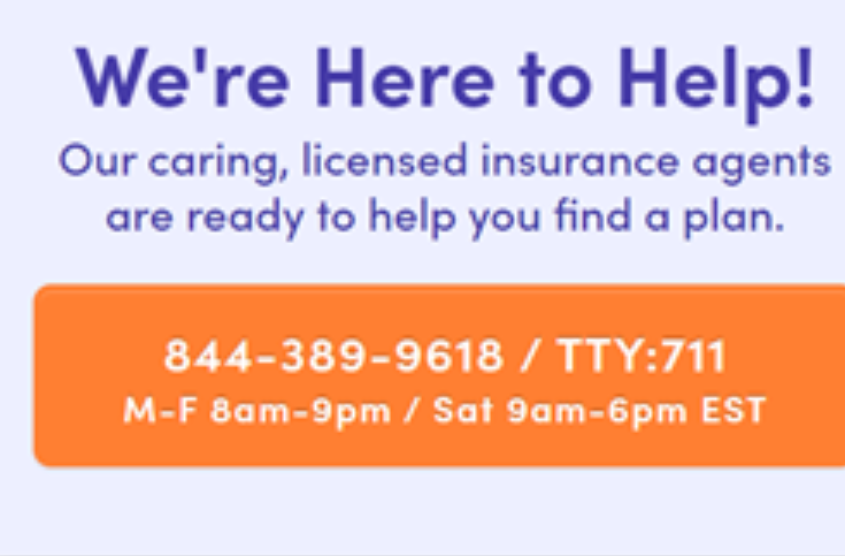 We're Here to Help!
Our caring, licensed insurance agents
are ready to help you find a plan.
844-389-9618 / TTY:711
M-F 8am-9pm / Sat 9am-6pm EST